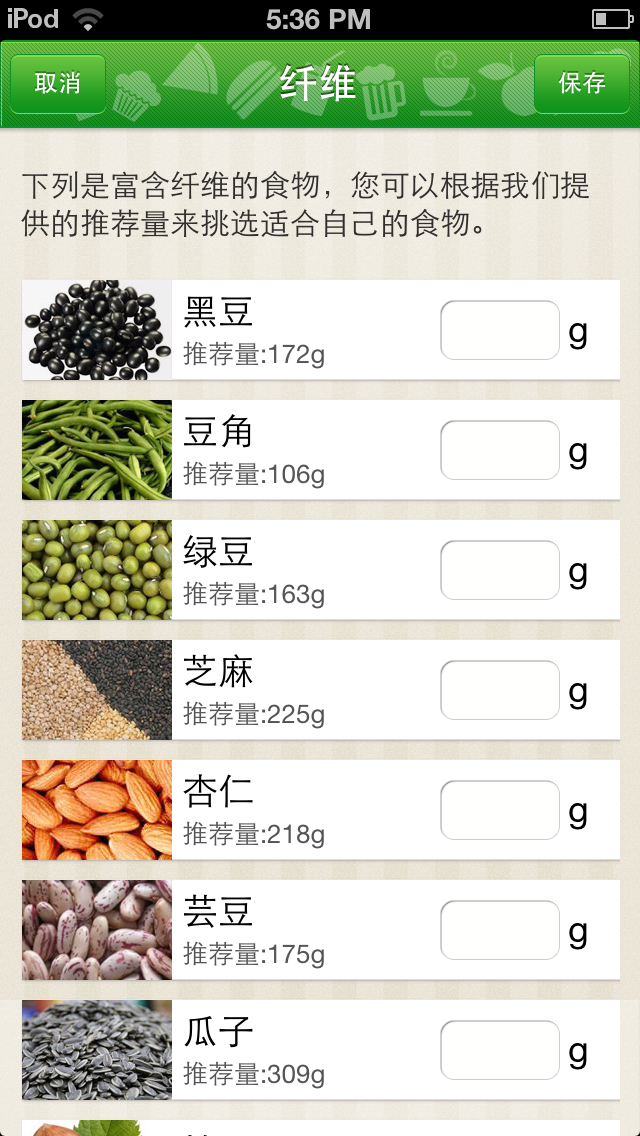 iPod 5:36 PM
取消 纤维 保存
下列是富含纤维的食物，您可以根据我们提
供的推荐量来挑选适合自己的食物。
黑豆
推荐量:172g
g
豆角
推荐量:106g
g
绿豆
推荐量:163g
g
芝麻
推荐量:225g
g
杏仁
推荐量:218g
g
芸豆
推荐量:175g
g
瓜子
推荐量:309g
g